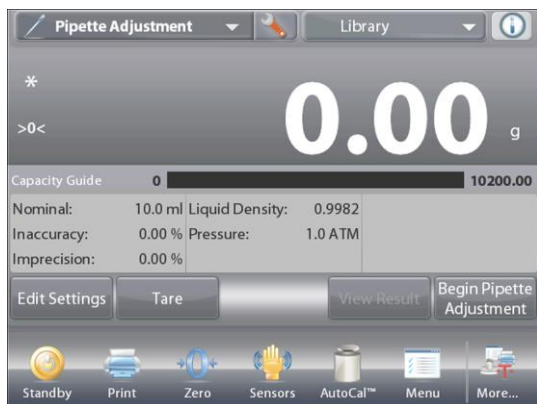 Pipette Adjustment Library
*
>0<
0.00 g
Capacity Guide 0 10200.00
Nominal: 10.0 ml Liquid Density: 0.9982
Inaccuracy: 0.00 % Pressure: 1.0 ATM
Imprecision: 0.00 %
Edit Settings Tare View Result Begin Pipette
Adjustment
Standby Print Zero Sensors AutoCal™ Menu More...